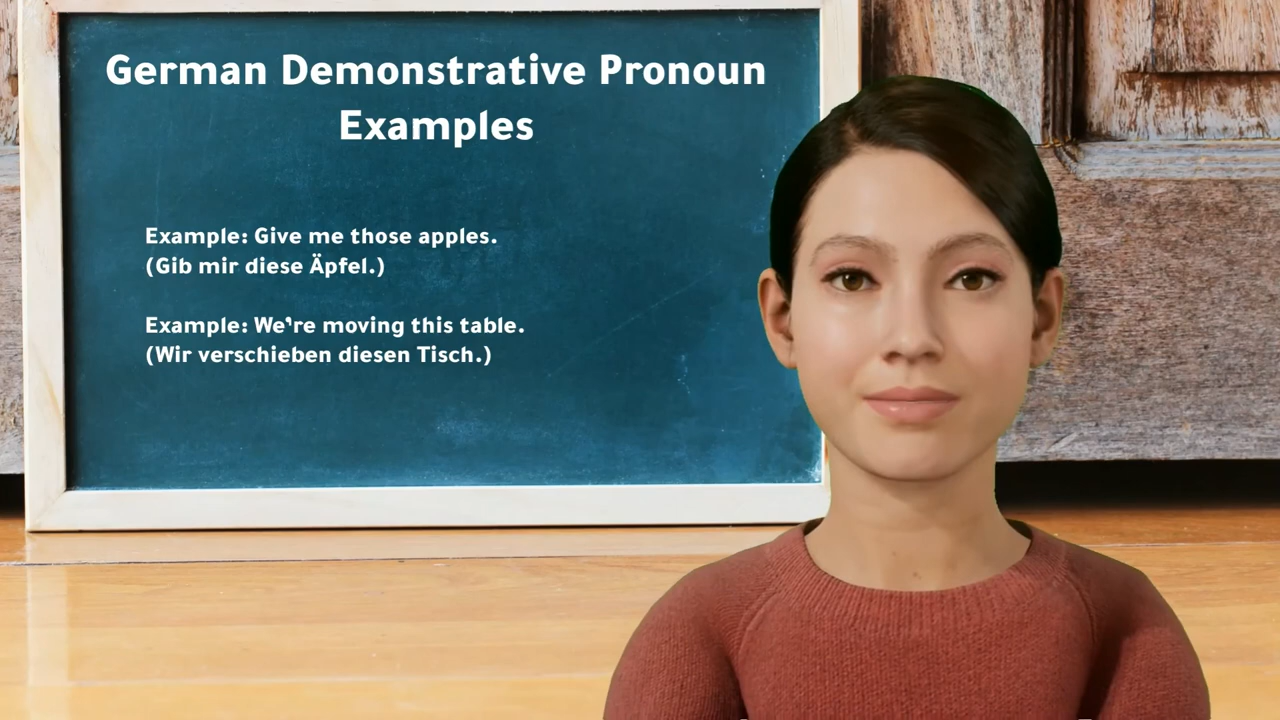 German Demonstrative Pronoun
Examples
Example: Give me those apples.
(Gib mir diese Äpfel.)
Example: We're moving this table.
(Wir verschieben diesen Tisch.)